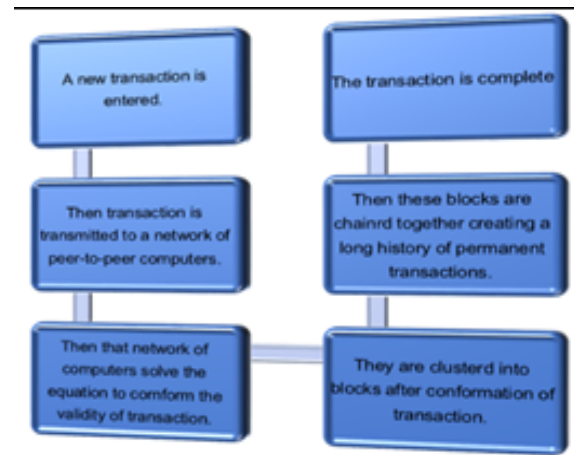 A new transaction is
entered.
Then transaction is
transmitted to a network of
peer-to-peer computers.
Then that network of
computers solve the
equation to comform the
validity of transaction.
They are clusterd into
blocks after conformation of
transaction.
Then these blocks are
chainrd together creating a
long history of permanent
transactions.
The transaction is complete